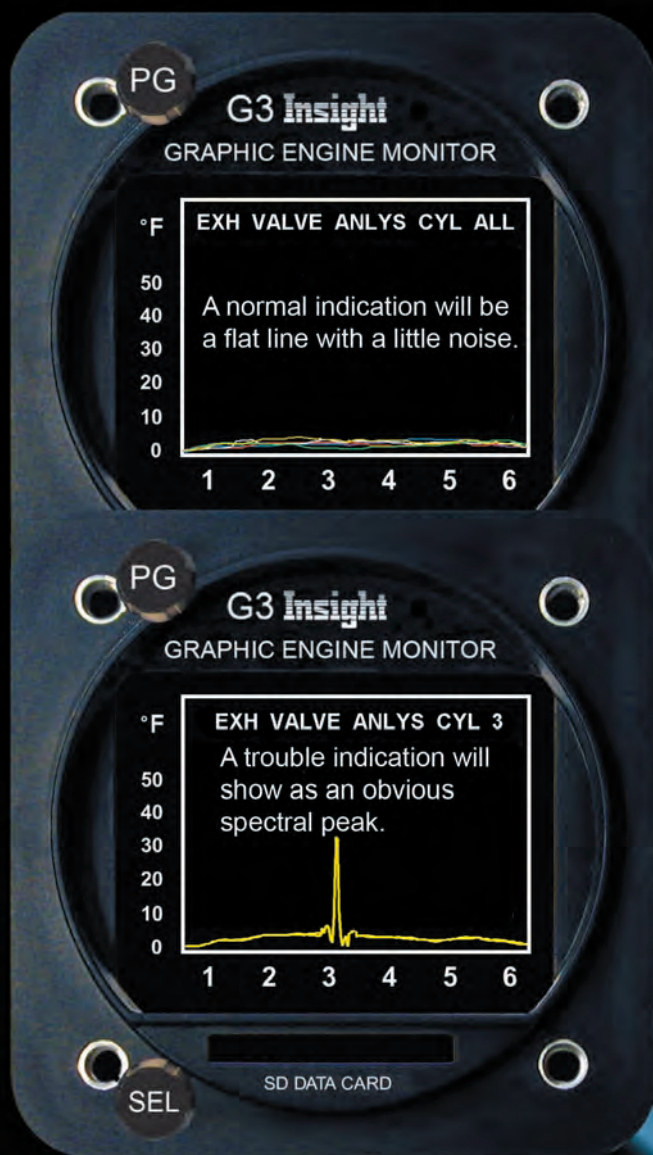 PG
G3 Insight
GRAPHIC ENGINE MONITOR
°F
EXH VALVE ANLYS CYL ALL
50
40
30
20
10
0
A normal indication will be
a flat line with a little noise.
1 2 3 4 5 6
PG
G3 Insight
GRAPHIC ENGINE MONITOR
°F
EXH VALVE ANLYS CYL 3
A trouble indication will
show as an obvious
spectral peak.
50
40
30
20
10
0
1 2 3 4 5 6
SD DATA CARD
SEL